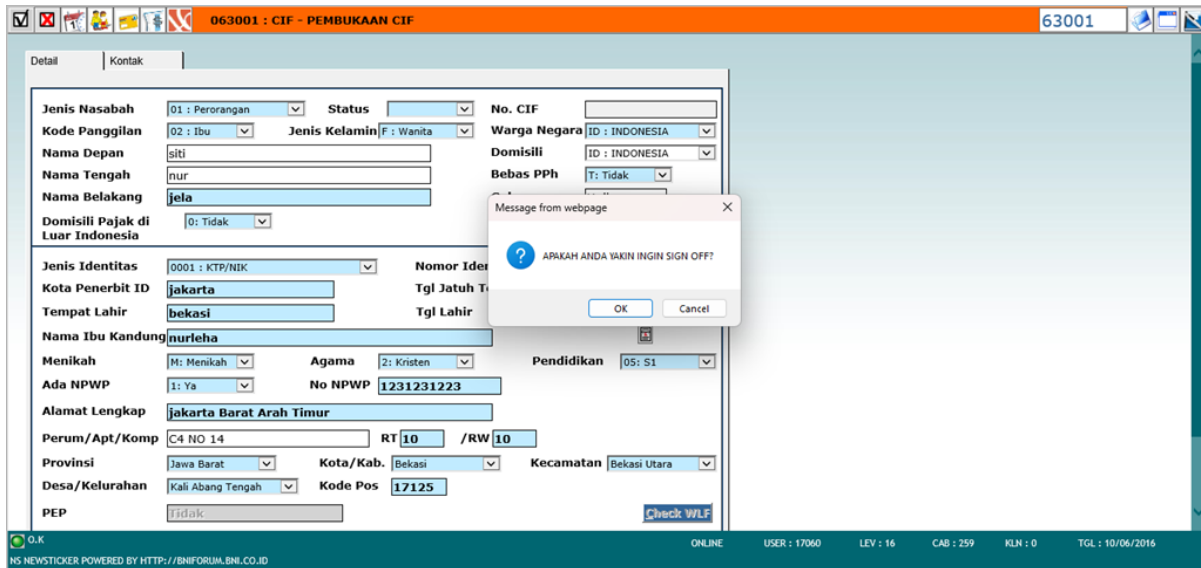 063001 : CIF - PEMBUKAAN CIF 63001
Detail Kontak
Jenis Nasabah 01 : Perorangan Status No. CIF
Kode Panggilan 02 : Ibu Jenis Kelamin F : Wanita Warga Negara ID : INDONESIA
Nama Depan siti Domisili ID : INDONESIA
Nama Tengah nur Bebas PPh T: Tidak
Nama Belakang jela
Message from webpage
Domisili Pajak di Luar Indonesia 0: Tidak
APAKAH ANDA YAKIN INGIN SIGN OFF?
OK Cancel
Jenis Identitas 0001 : KTP/NIK Nomor Iden
Kota Penerbit ID jakarta Tgl Jatuh
Tempat Lahir bekasi Tgl Lahir
Nama Ibu Kandung nurleha
Menikah M: Menikah Agama 2: Kristen Pendidikan 05: S1
Ada NPWP 1: Ya No NPWP 1231231223
Alamat Lengkap jakarta Barat Arah Timur
Perum/Apt/Komp C4 NO 14 RT 10 /RW 10
Provinsi Jawa Barat Kota/Kab. Bekasi Kecamatan Bekasi Utara
Desa/Kelurahan Kali Abang Tengah Kode Pos 17125
PEP Tidak Check WLF
O.K ONLINE USER : 17060 LEV : 16 CAB : 259 KLN : 0 TGL : 10/06/2016
NS NEWSTICKER POWERED BY HTTP://BNIFORUM.BNI.CO.ID